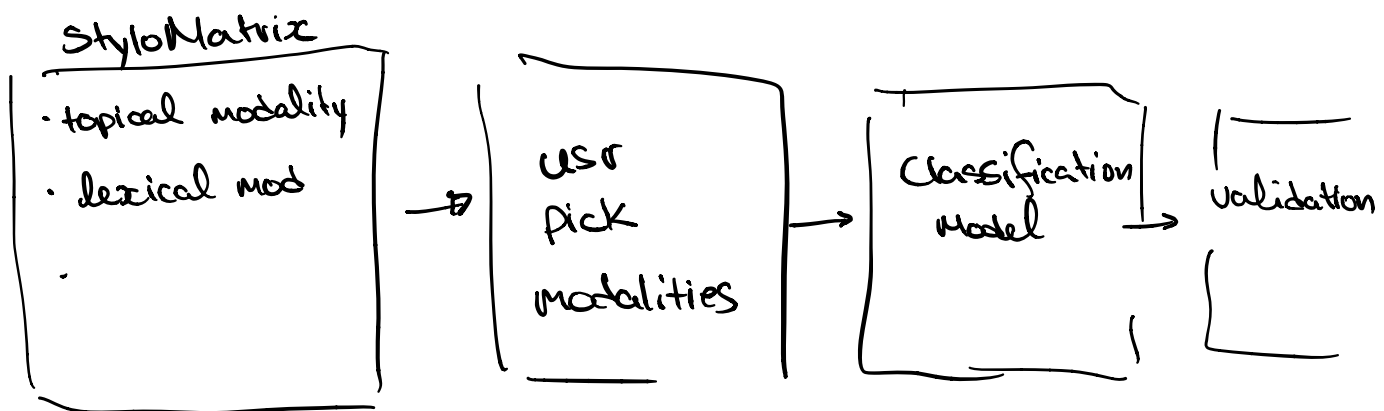 StyloMatrix
· topical modality
· lexical mod
·
usr
pick
modalities
Classification
Model
validation